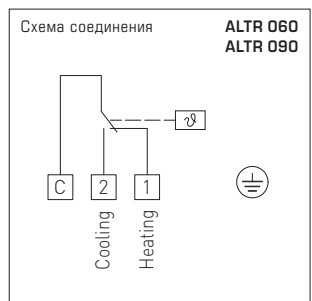 Схема соединения
ALTR 060
ALTR 090
ϑ
C 2 1
Cooling
Heating